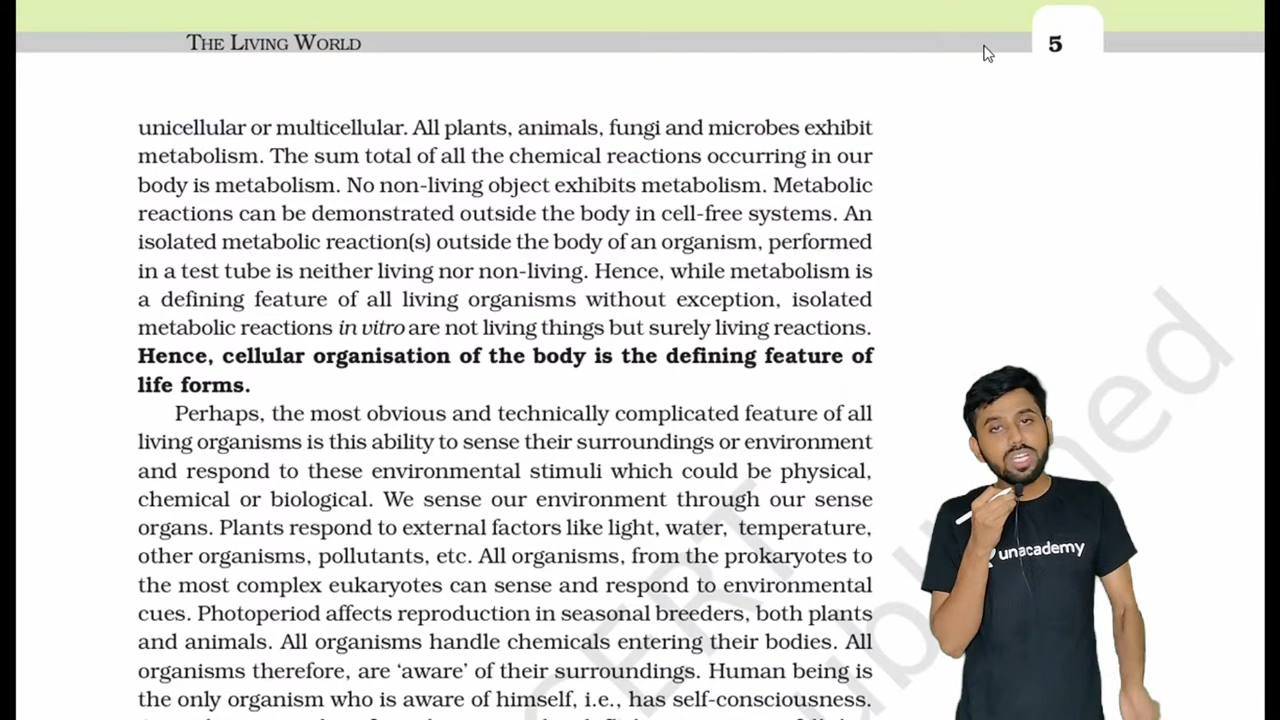 THE LIVING WORLD
5
unicellular or multicellular. All plants, animals, fungi and microbes exhibit
metabolism. The sum total of all the chemical reactions occurring in our
body is metabolism. No non-living object exhibits metabolism. Metabolic
reactions can be demonstrated outside the body in cell-free systems. An
isolated metabolic reaction(s) outside the body of an organism, performed
in a test tube is neither living nor non-living. Hence, while metabolism is
a defining feature of all living organisms without exception, isolated
metabolic reactions in vitro are not living things but surely living reactions.
Hence, cellular organisation of the body is the defining feature of
life forms.
Perhaps, the most obvious and technically complicated feature of all
living organisms is this ability to sense their surroundings or environment
and respond to these environmental stimuli which could be physical,
chemical or biological. We sense our environment through our sense
organs. Plants respond to external factors like light, water, temperature,
other organisms, pollutants, etc. All organisms, from the prokaryotes to
the most complex eukaryotes can sense and respond to environmental
cues. Photoperiod affects reproduction in seasonal breeders, both plants
and animals. All organisms handle chemicals entering their bodies. All
organisms therefore, are ‘aware’ of their surroundings. Human being is
the only organism who is aware of himself, i.e., has self-consciousness.
unacademy